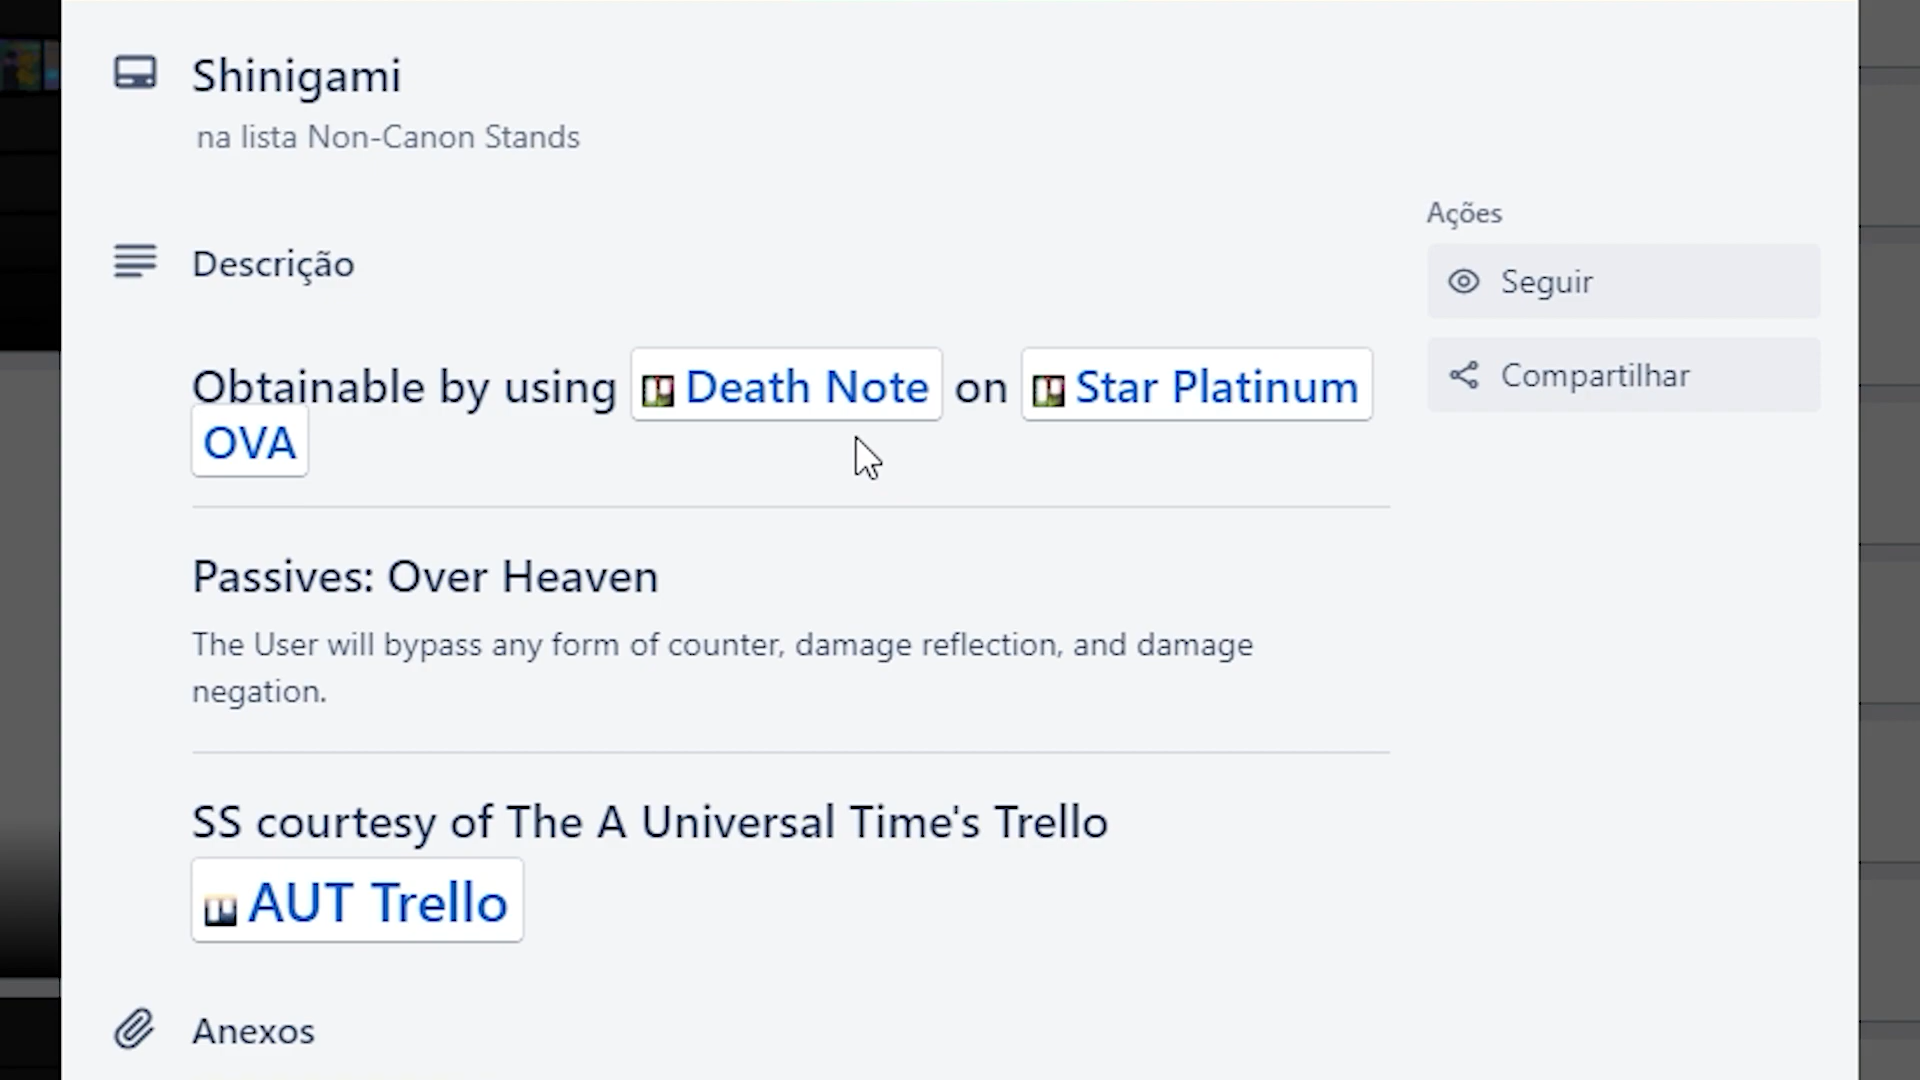 Shinigami
na lista Non-Canon Stands
Ações
Descrição
Seguir
Compartilhar
Obtainable by using Death Note on Star Platinum
OVA
Passives: Over Heaven
The User will bypass any form of counter, damage reflection, and damage
negation.
SS courtesy of The A Universal Time's Trello
AUT Trello
Anexos